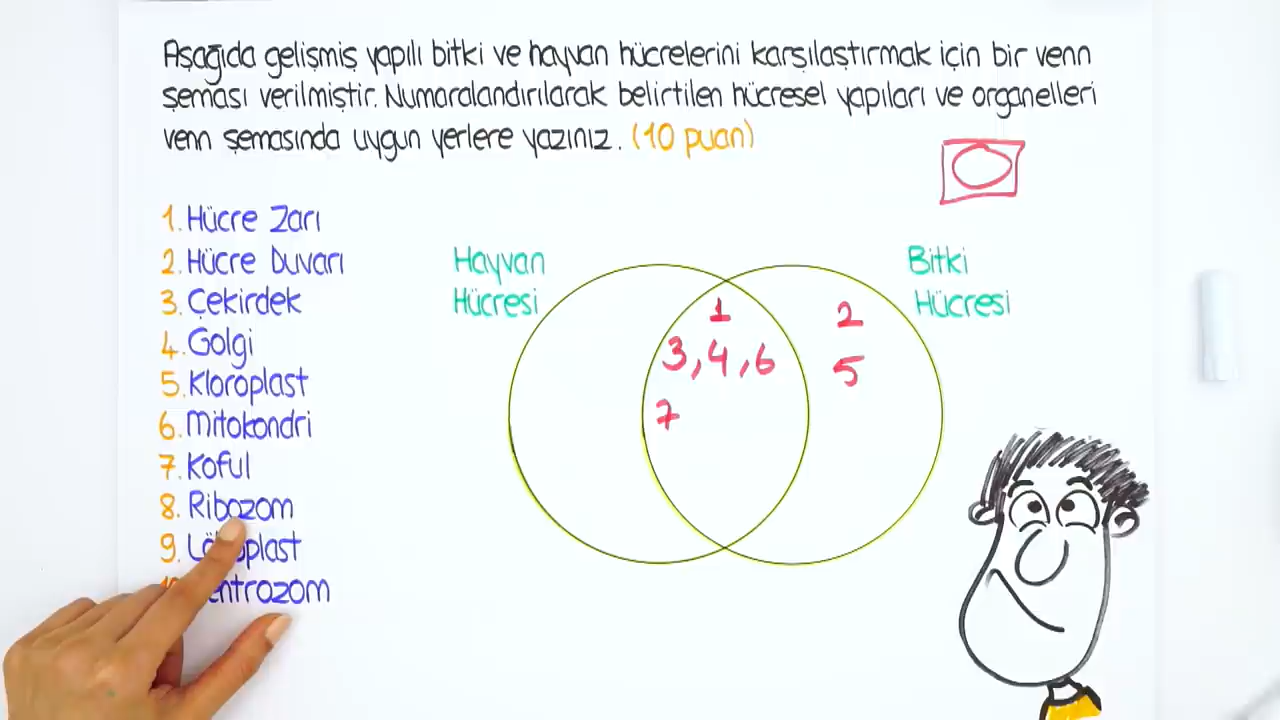 Aşağıda gelişmiş yapılı bitki ve hayvan hücrelerini karşılaştırmak için bir venn
şeması verilmiştir. Numaralandırılarak belirtilen hücresel yapıları ve organelleri
venn şemasında uygun yerlere yazınız. (10 puan)
1. Hücre Zarı
2. Hücre Duvarı
3. Çekirdek
4. Golgi
5. Kloroplast
6. Mitokondri
7. Koful
8. Ribozom
9.
Hayvan
Hücresi
Bitki
Hücresi
1
3, 4, 6
7
2
5